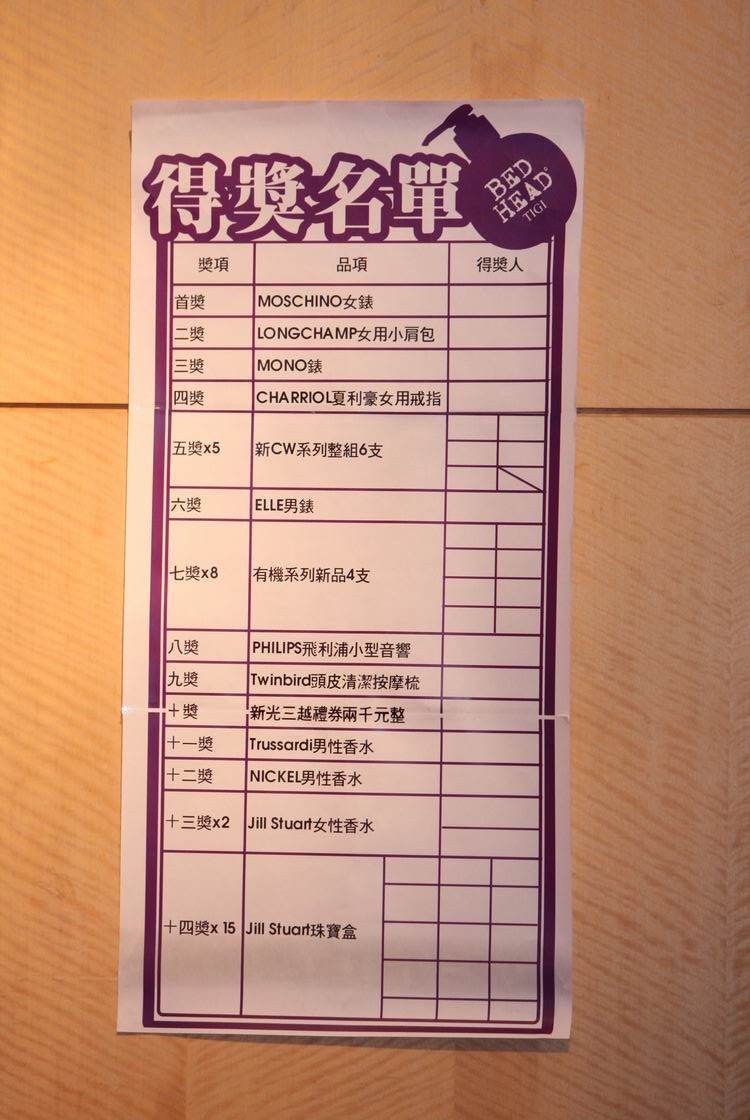 得獎名單
BED
HEAD
TIGI
獎項 品項 得獎人
首獎 MOSCHINO女錶
二獎 LONGCHAMP女用小肩包
三獎 MONO錶
四獎 CHARRIOL夏利豪女用戒指
五獎x5 新CW系列整組6支
六獎 ELLE男錶
七獎x8 有機系列新品4支
八獎 PHILIPS飛利浦小型音響
九獎 Twinbird頭皮清潔按摩梳
十獎 新光三越禮券兩千元整
十一獎 Trussardi男性香水
十二獎 NICKEL男性香水
十三獎x2 Jill Stuart女性香水
十四獎x 15 Jill Stuart珠寶盒